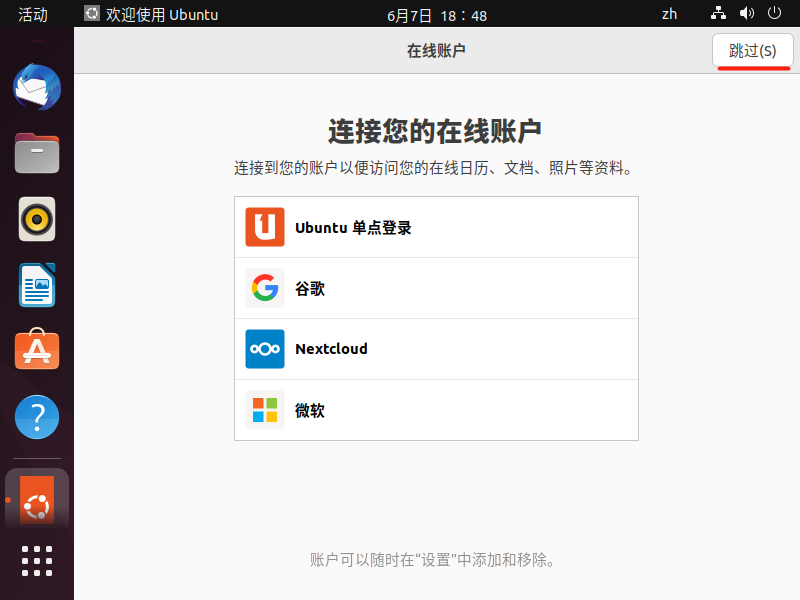 活动 欢迎使用 Ubuntu 6月7日 18：48 zh
在线账户 跳过(S)
连接您的在线账户
连接到您的账户以便访问您的在线日历、文档、照片等资料。
Ubuntu 单点登录
谷歌
Nextcloud
微软
账户可以随时在“设置”中添加和移除。